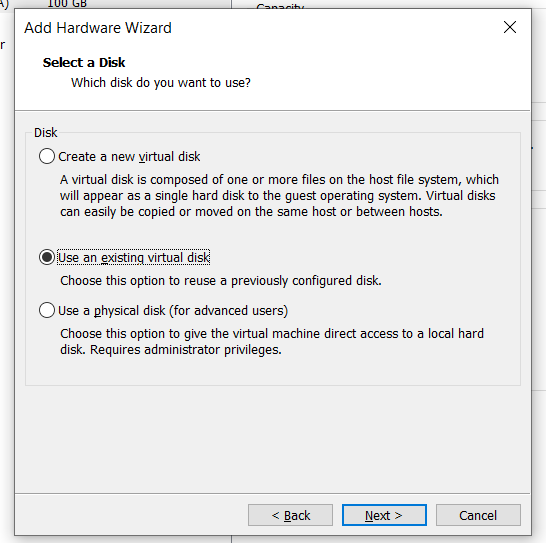 A)
100 GB
Capacity
r
Add Hardware Wizard
Select a Disk
Which disk do you want to use?
Disk
Create a new virtual disk
A virtual disk is composed of one or more files on the host file system, which
will appear as a single hard disk to the guest operating system. Virtual disks
can easily be copied or moved on the same host or between hosts.
Use an existing virtual disk
Choose this option to reuse a previously configured disk.
Use a physical disk (for advanced users)
Choose this option to give the virtual machine direct access to a local hard
disk. Requires administrator privileges.
< Back
Next >
Cancel